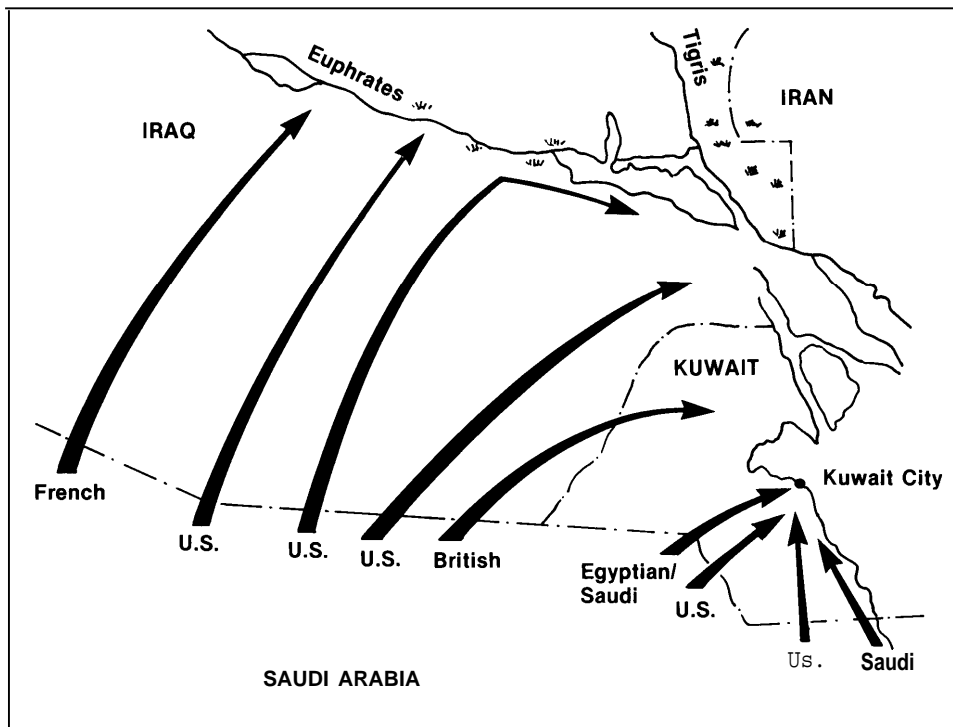 Euphrates
Tigris
IRAN
IRAQ
KUWAIT
Kuwait City
French
U.S.
U.S.
U.S.
British
Egyptian/
Saudi
U.S.
Us.
Saudi
SAUDI ARABIA